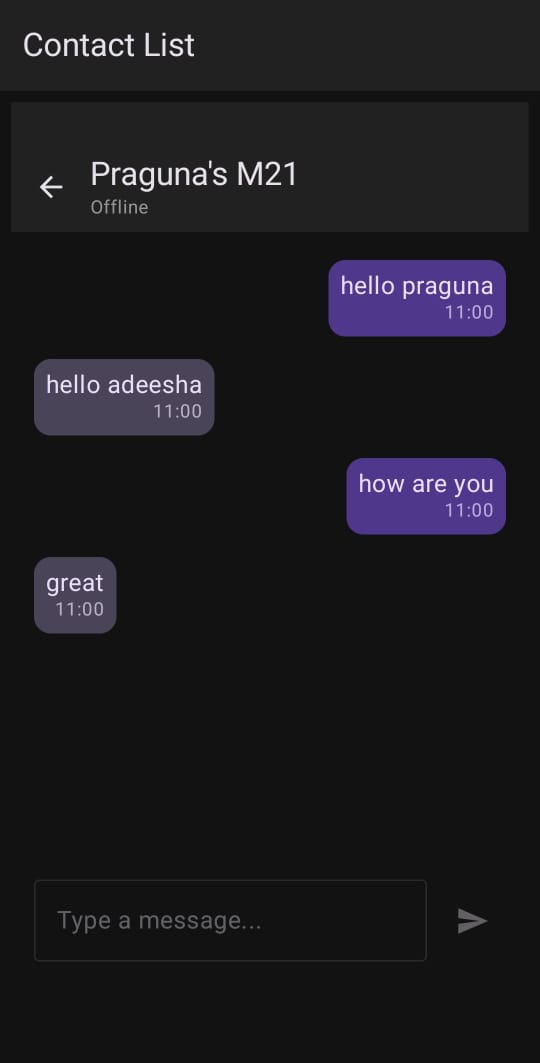 Contact List
Praguna's M21
Offline
hello praguna
11:00
hello adeesha
11:00
how are you
11:00
great
11:00
Type a message...